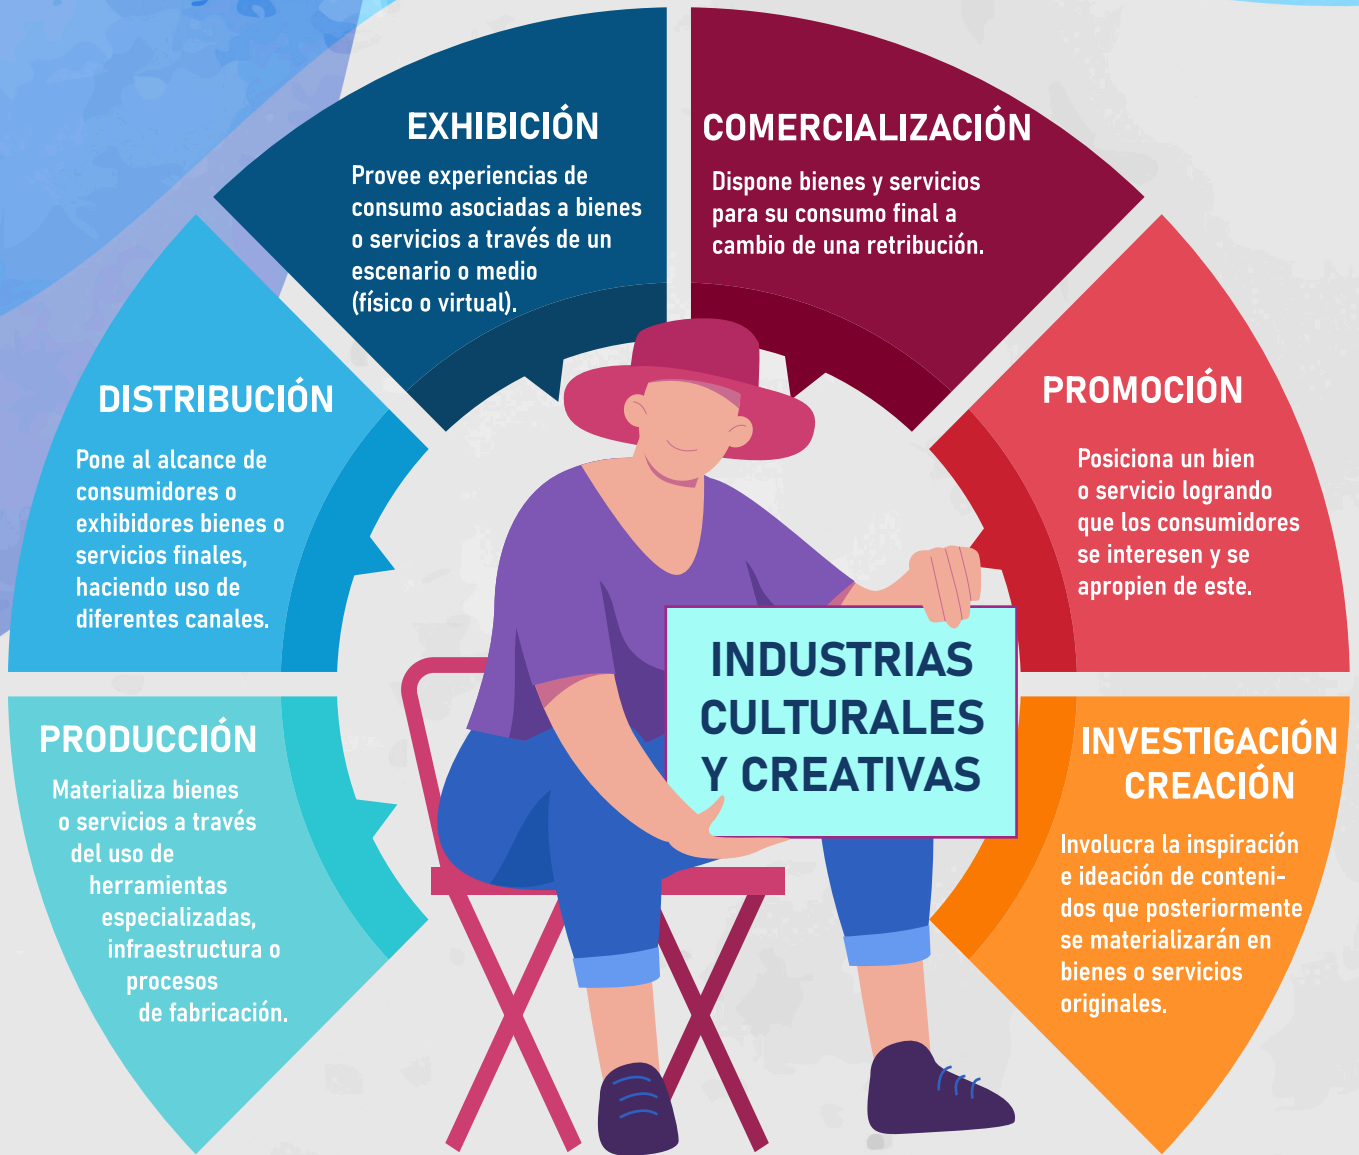 EXHIBICIÓN
Provee experiencias de
consumo asociadas a bienes
o servicios a través de un
escenario o medio
(físico o virtual).
COMERCIALIZACIÓN
Dispone bienes y servicios
para su consumo final a
cambio de una retribución.
DISTRIBUCIÓN
Pone al alcance de
consumidores o
exhibidores bienes o
servicios finales,
haciendo uso de
diferentes canales.
PROMOCIÓN
Posiciona un bien
o servicio logrando
que los consumidores
se interesen y se
apropien de este.
INDUSTRIAS
CULTURALES
Y CREATIVAS
PRODUCCIÓN
Materializa bienes
o servicios a través
del uso de
herramientas
especializadas,
infraestructura o
procesos
de fabricación.
INVESTIGACIÓN
CREACIÓN
Involucra la inspiración
e ideación de conteni-
dos que posteriormente
se materializarán en
bienes o servicios
originales.